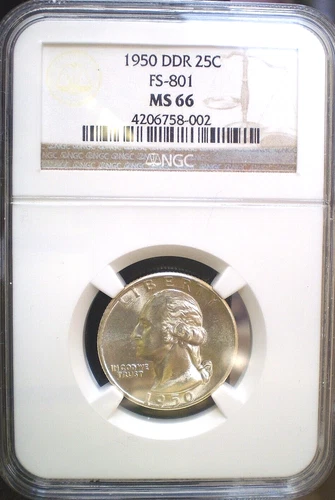 1950 DDR 25C
FS-801
MS 66
4206758-002
NGC
LIBERTY
IN GOD WE
TRUST
1950